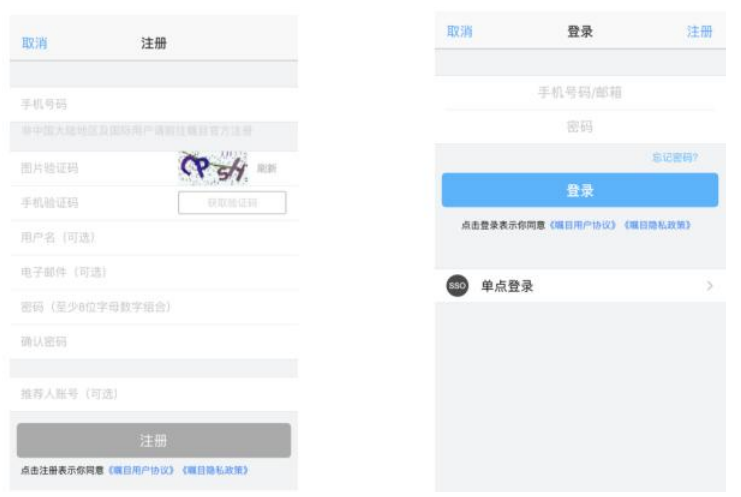 取消 注册
手机号码
非中国大陆地区及国际用户请前往瞩目官方注册
图片验证码 CPsH 刷新
手机验证码 获取验证码
用户名（可选）
电子邮件（可选）
密码（至少8位字母数字组合）
确认密码
推荐人账号（可选）
注册
点击注册表示你同意《瞩目用户协议》《瞩目隐私政策》
取消 登录 注册
手机号码/邮箱
密码
忘记密码?
登录
点击登录表示你同意《瞩目用户协议》《瞩目隐私政策》
SSO 单点登录